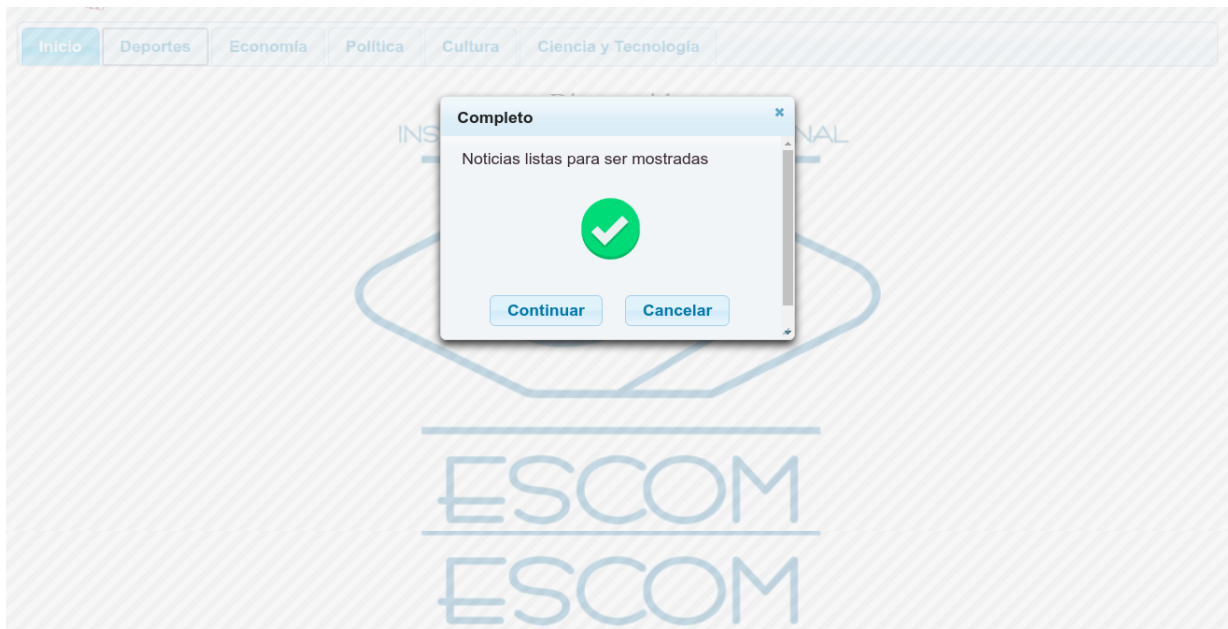 Inicio Deportes Economía Política Cultura Ciencia y Tecnología
Completo
Noticias listas para ser mostradas
Continuar Cancelar
ESCOM
ESCOM